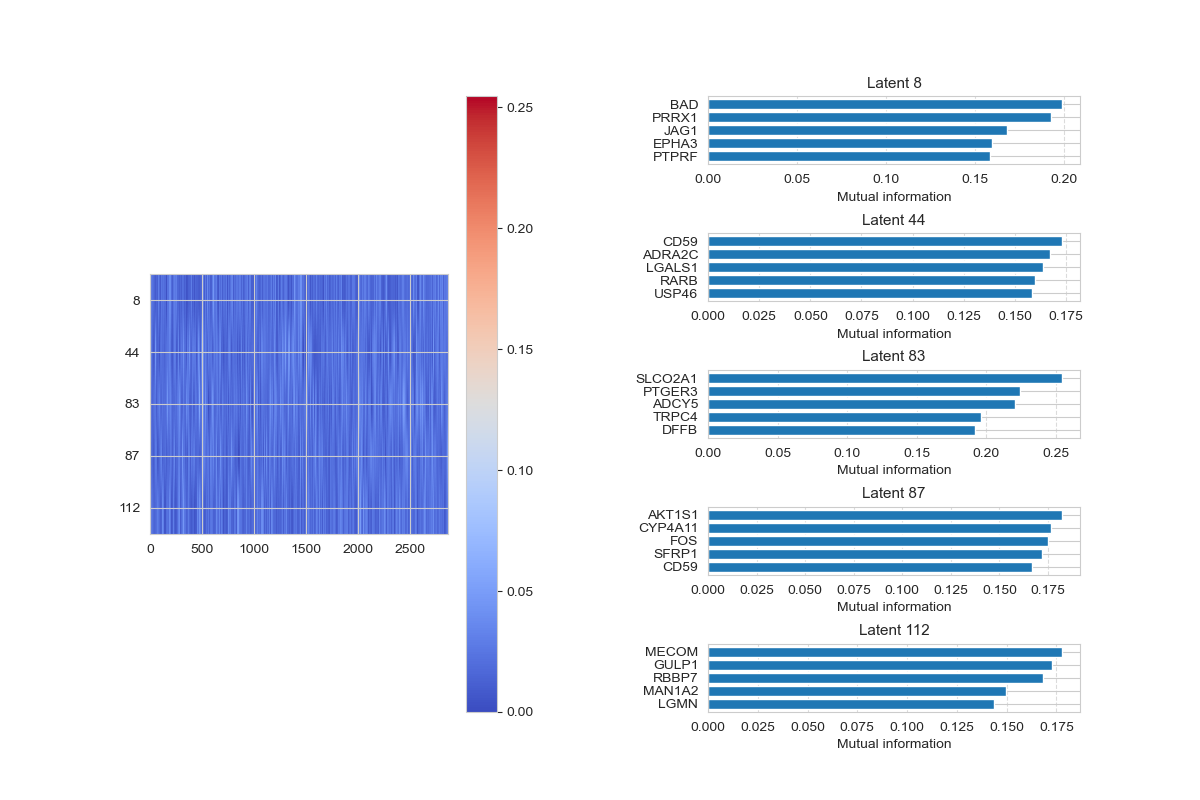 8
44
83
87
112
0 500 1000 1500 2000 2500
0.25
0.20
0.15
0.10
0.05
0.00
Latent 8
BAD
PRRX1
JAG1
EPHA3
PTPRF
0.00 0.05 0.10 0.15 0.20
Mutual information
Latent 44
CD59
ADRA2C
LGALS1
RARB
USP46
0.000 0.025 0.050 0.075 0.100 0.125 0.150 0.175
Mutual information
Latent 83
SLCO2A1
PTGER3
ADCY5
TRPC4
DFFB
0.00 0.05 0.10 0.15 0.20 0.25
Mutual information
Latent 87
AKT1S1
CYP4A11
FOS
SFRP1
CD59
0.000 0.025 0.050 0.075 0.100 0.125 0.150 0.175
Mutual information
Latent 112
MECOM
GULP1
RBBP7
MAN1A2
LGMN
0.000 0.025 0.050 0.075 0.100 0.125 0.150 0.175
Mutual information